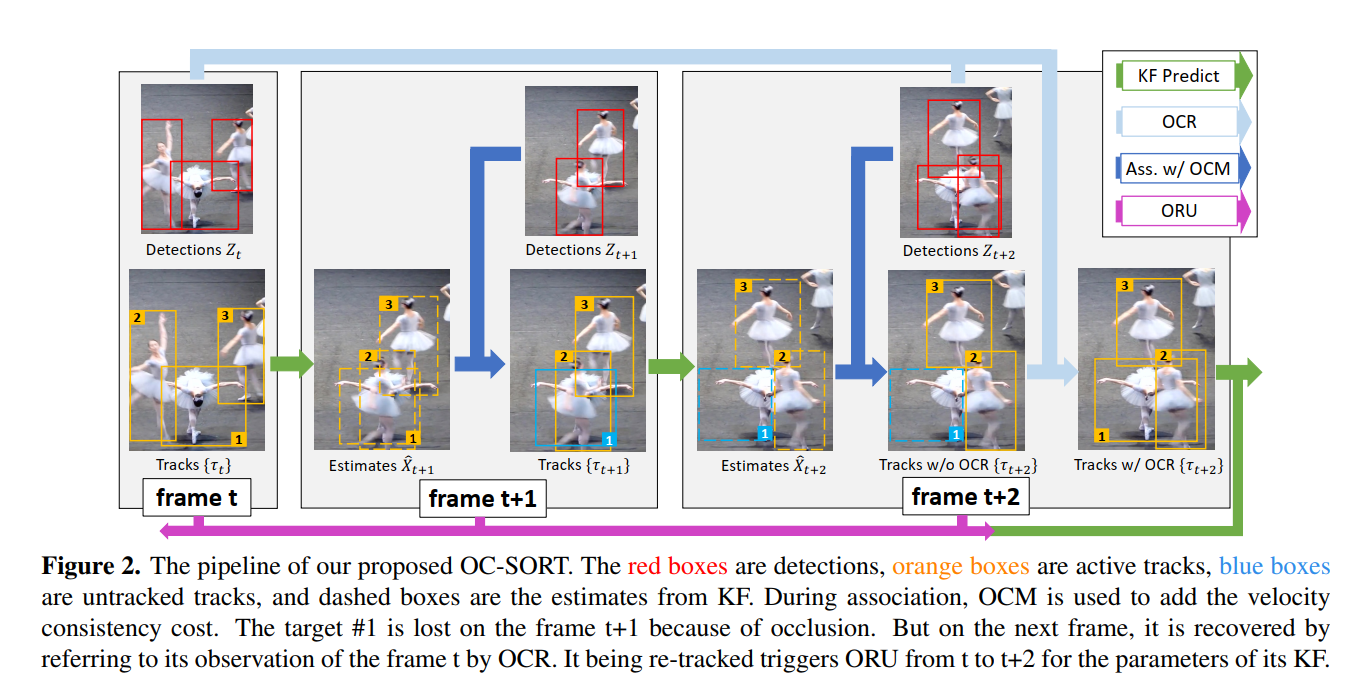 KF Predict
OCR
Ass. w/ OCM
ORU
Detections Z_t
Detections Z_{t+1}
Detections Z_{t+2}
2
3
1
3
2
1
3
2
1
3
2
1
3
2
1
3
2
1
Tracks {τ_t}
Estimates X̂_{t+1}
Tracks {τ_{t+1}}
Estimates X̂_{t+2}
Tracks w/o OCR {τ_{t+2}}
Tracks w/ OCR {τ_{t+2}}
frame t
frame t+1
frame t+2
Figure 2. The pipeline of our proposed OC-SORT. The red boxes are detections, orange boxes are active tracks, blue boxes
are untracked tracks, and dashed boxes are the estimates from KF. During association, OCM is used to add the velocity
consistency cost. The target #1 is lost on the frame t+1 because of occlusion. But on the next frame, it is recovered by
referring to its observation of the frame t by OCR. It being re-tracked triggers ORU from t to t+2 for the parameters of its KF.